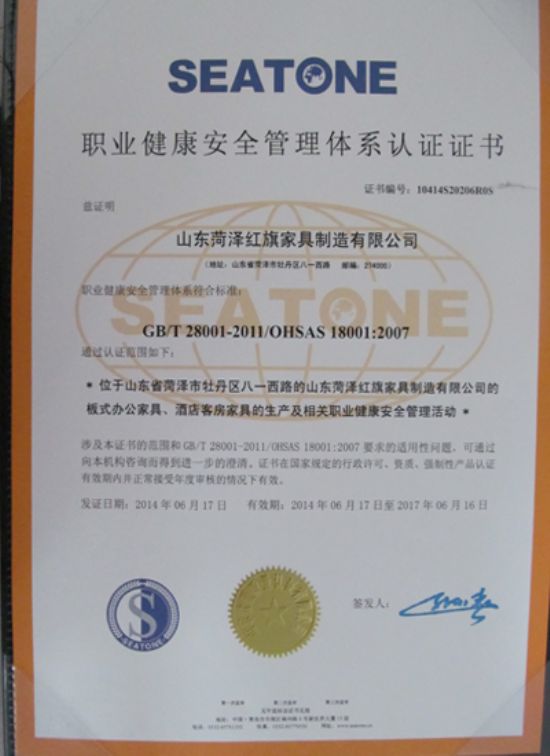 SEATONE
职业健康安全管理体系认证证书
证书编号：10414S20206R0S
兹证明
山东菏泽红旗家具制造有限公司
（地址：山东省菏泽市牡丹区八一西路 邮编：274000）
职业健康安全管理体系符合标准：
SEATONE
GB/T 28001-2011/OHSAS 18001:2007
通过认证范围如下：
* 位于山东省菏泽市牡丹区八一西路的山东菏泽红旗家具制造有限公司的
板式办公家具、酒店客房家具的生产及相关职业健康安全管理活动 *
涉及本证书的范围和 GB/T 28001-2011/OHSAS 18001:2007 要求的适用性问题，可通过
向本机构咨询而得到进一步的澄清。证书在国家规定的行政许可、资质、强制性产品认证
有效期内并正常接受年度审核的情况下有效。
发证日期：2014 年 06 月 17 日 有效期：2014 年 06 月 17 日至 2017 年 06 月 16 日
签发人：
S
SEATONE